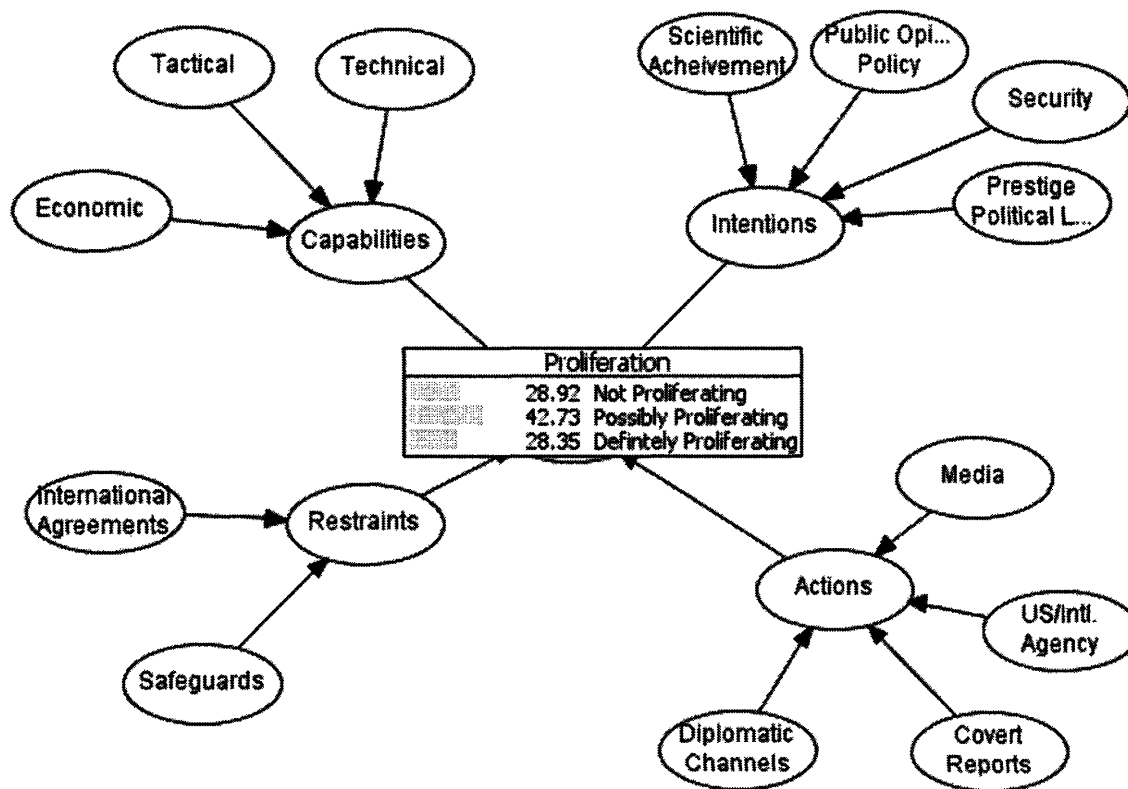 Tactical
Technical
Scientific
Acheivement
Public Opi...
Policy
Security
Economic
Capabilities
Intentions
Prestige
Political L...
Proliferation
28.92 Not Proliferating
42.73 Possibly Proliferating
28.35 Defintely Proliferating
International
Agreements
Restraints
Media
Actions
US/Intl.
Agency
Safeguards
Diplomatic
Channels
Covert
Reports